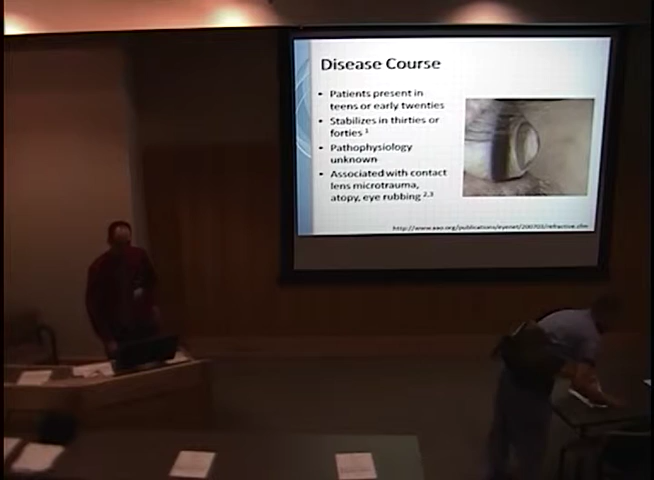 Disease Course
• Patients present in
teens or early twenties
• Stabilizes in thirties or
forties 1
• Pathophysiology
unknown
• Associated with contact
lens microtrauma,
atopy, eye rubbing 2,3